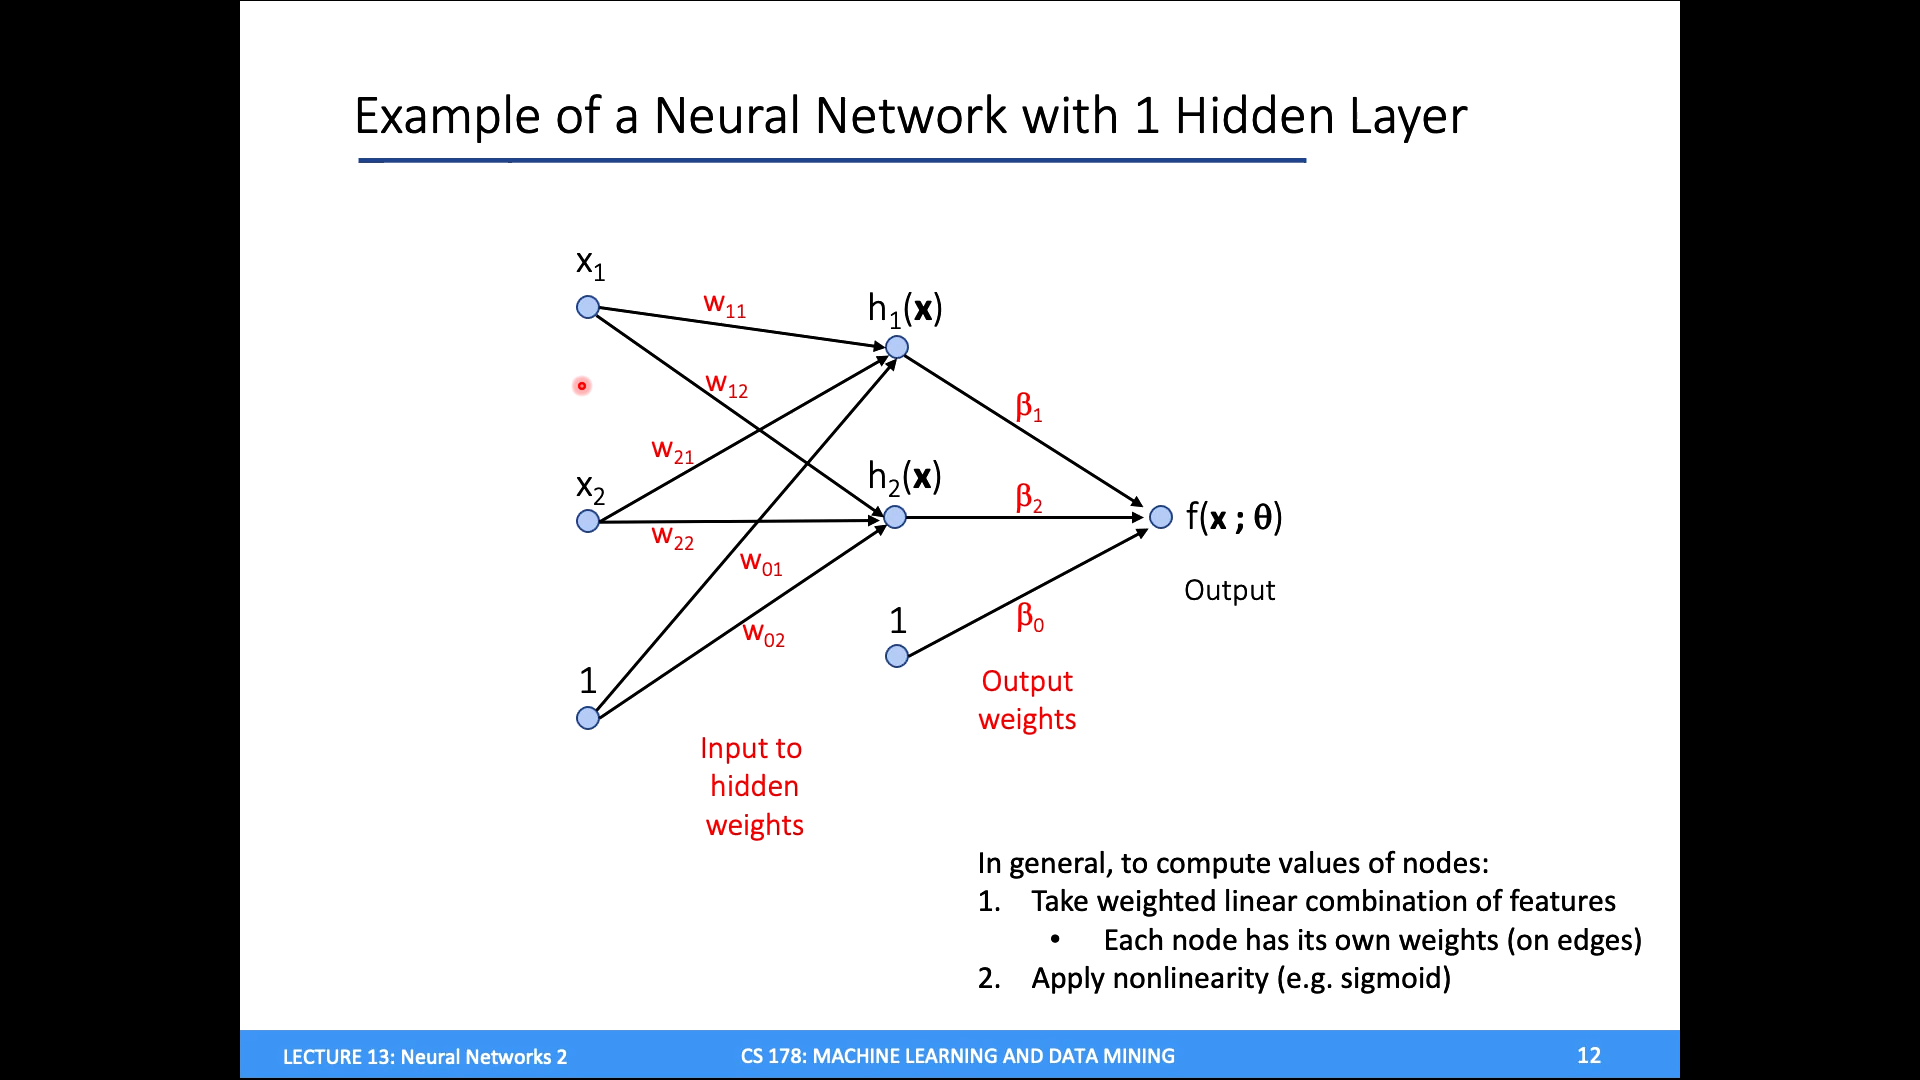 Example of a Neural Network with 1 Hidden Layer
x₁
w₁₁
h₁(x)
w₁₂
β₁
w₂₁
x₂
h₂(x)
β₂
f(x ; θ)
w₂₂
w₀₁
Output
1
β₀
w₀₂
1
Output
weights
Input to
hidden
weights
In general, to compute values of nodes:
1. Take weighted linear combination of features
• Each node has its own weights (on edges)
2. Apply nonlinearity (e.g. sigmoid)
LECTURE 13: Neural Networks 2
CS 178: MACHINE LEARNING AND DATA MINING
12